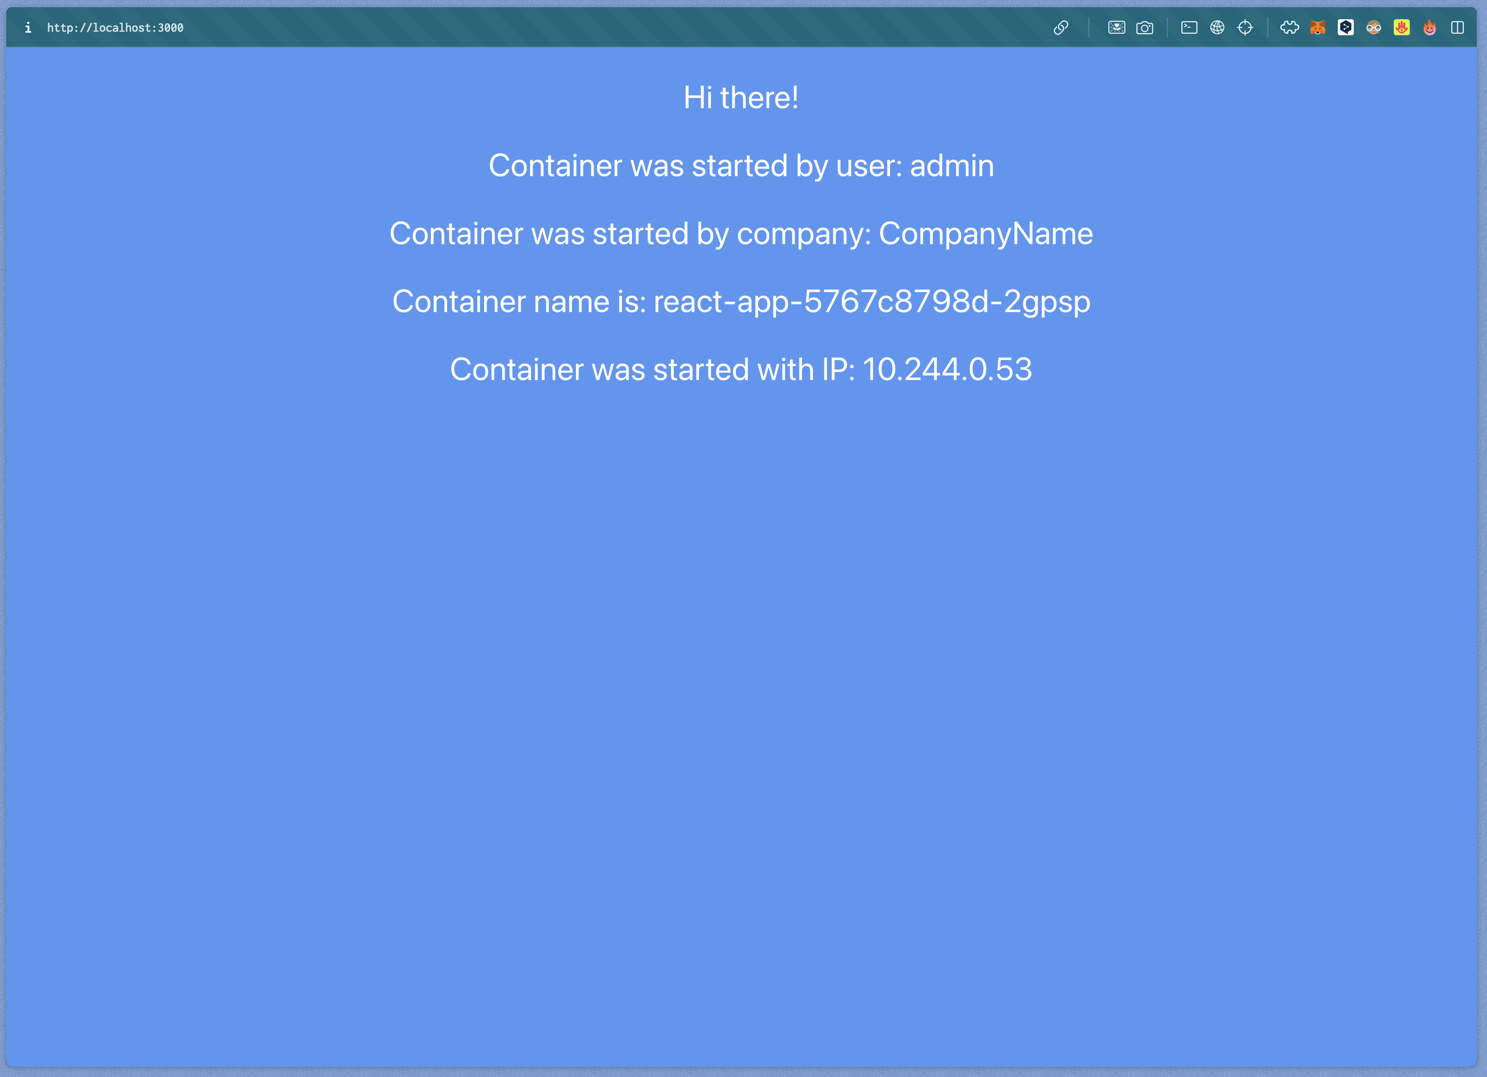 i http://localhost:3000
Hi there!
Container was started by user: admin
Container was started by company: CompanyName
Container name is: react-app-5767c8798d-2gpsp
Container was started with IP: 10.244.0.53